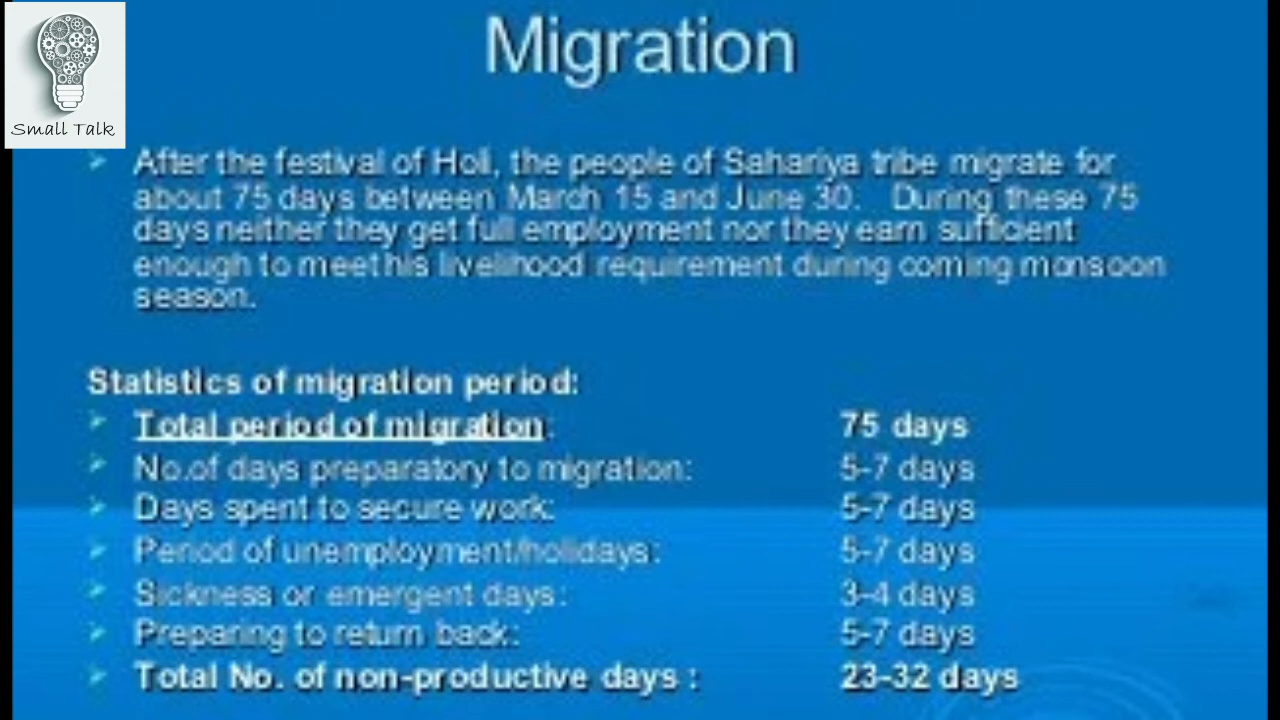 Small Talk
Migration
After the festival of Holi, the people of Sahariya tribe migrate for
about 75 days between March 15 and June 30. During these 75
days neither they get full employment nor they earn sufficient
enough to meet his livelihood requirement during coming monsoon
season.
Statistics of migration period:
Total period of migration: 75 days
No.of days preparatory to migration: 5-7 days
Days spent to secure work: 5-7 days
Period of unemployment/holidays: 5-7 days
Sickness or emergent days: 3-4 days
Preparing to return back: 5-7 days
Total No. of non-productive days : 23-32 days